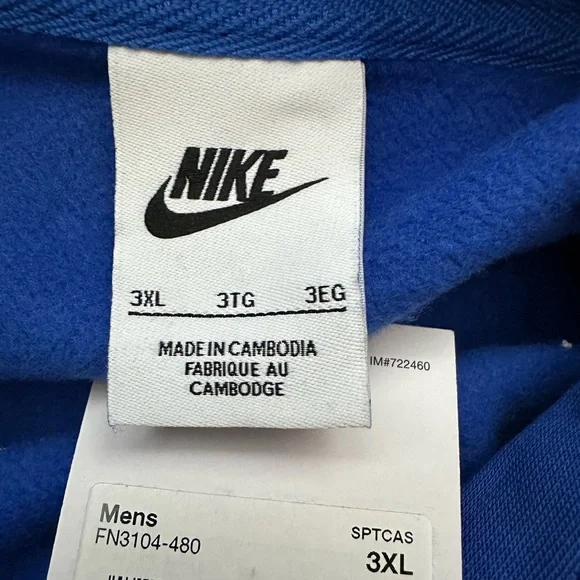 NIKE
3XL 3TG 3EG
MADE IN CAMBODIA
FABRIQUE AU
CAMBODGE
IM#722460
Mens SPTCAS
FN3104-480 3XL